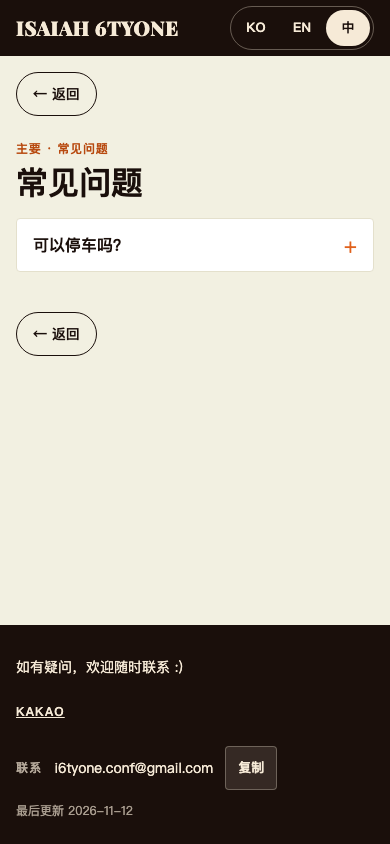 ISAIAH 6TYONE
KO EN 中
← 返回
主要 · 常见问题
常见问题
可以停车吗? +
← 返回
如有疑问，欢迎随时联系 :)
KAKAO
联系 i6tyone.conf@gmail.com 复制
最后更新 2026-11-12